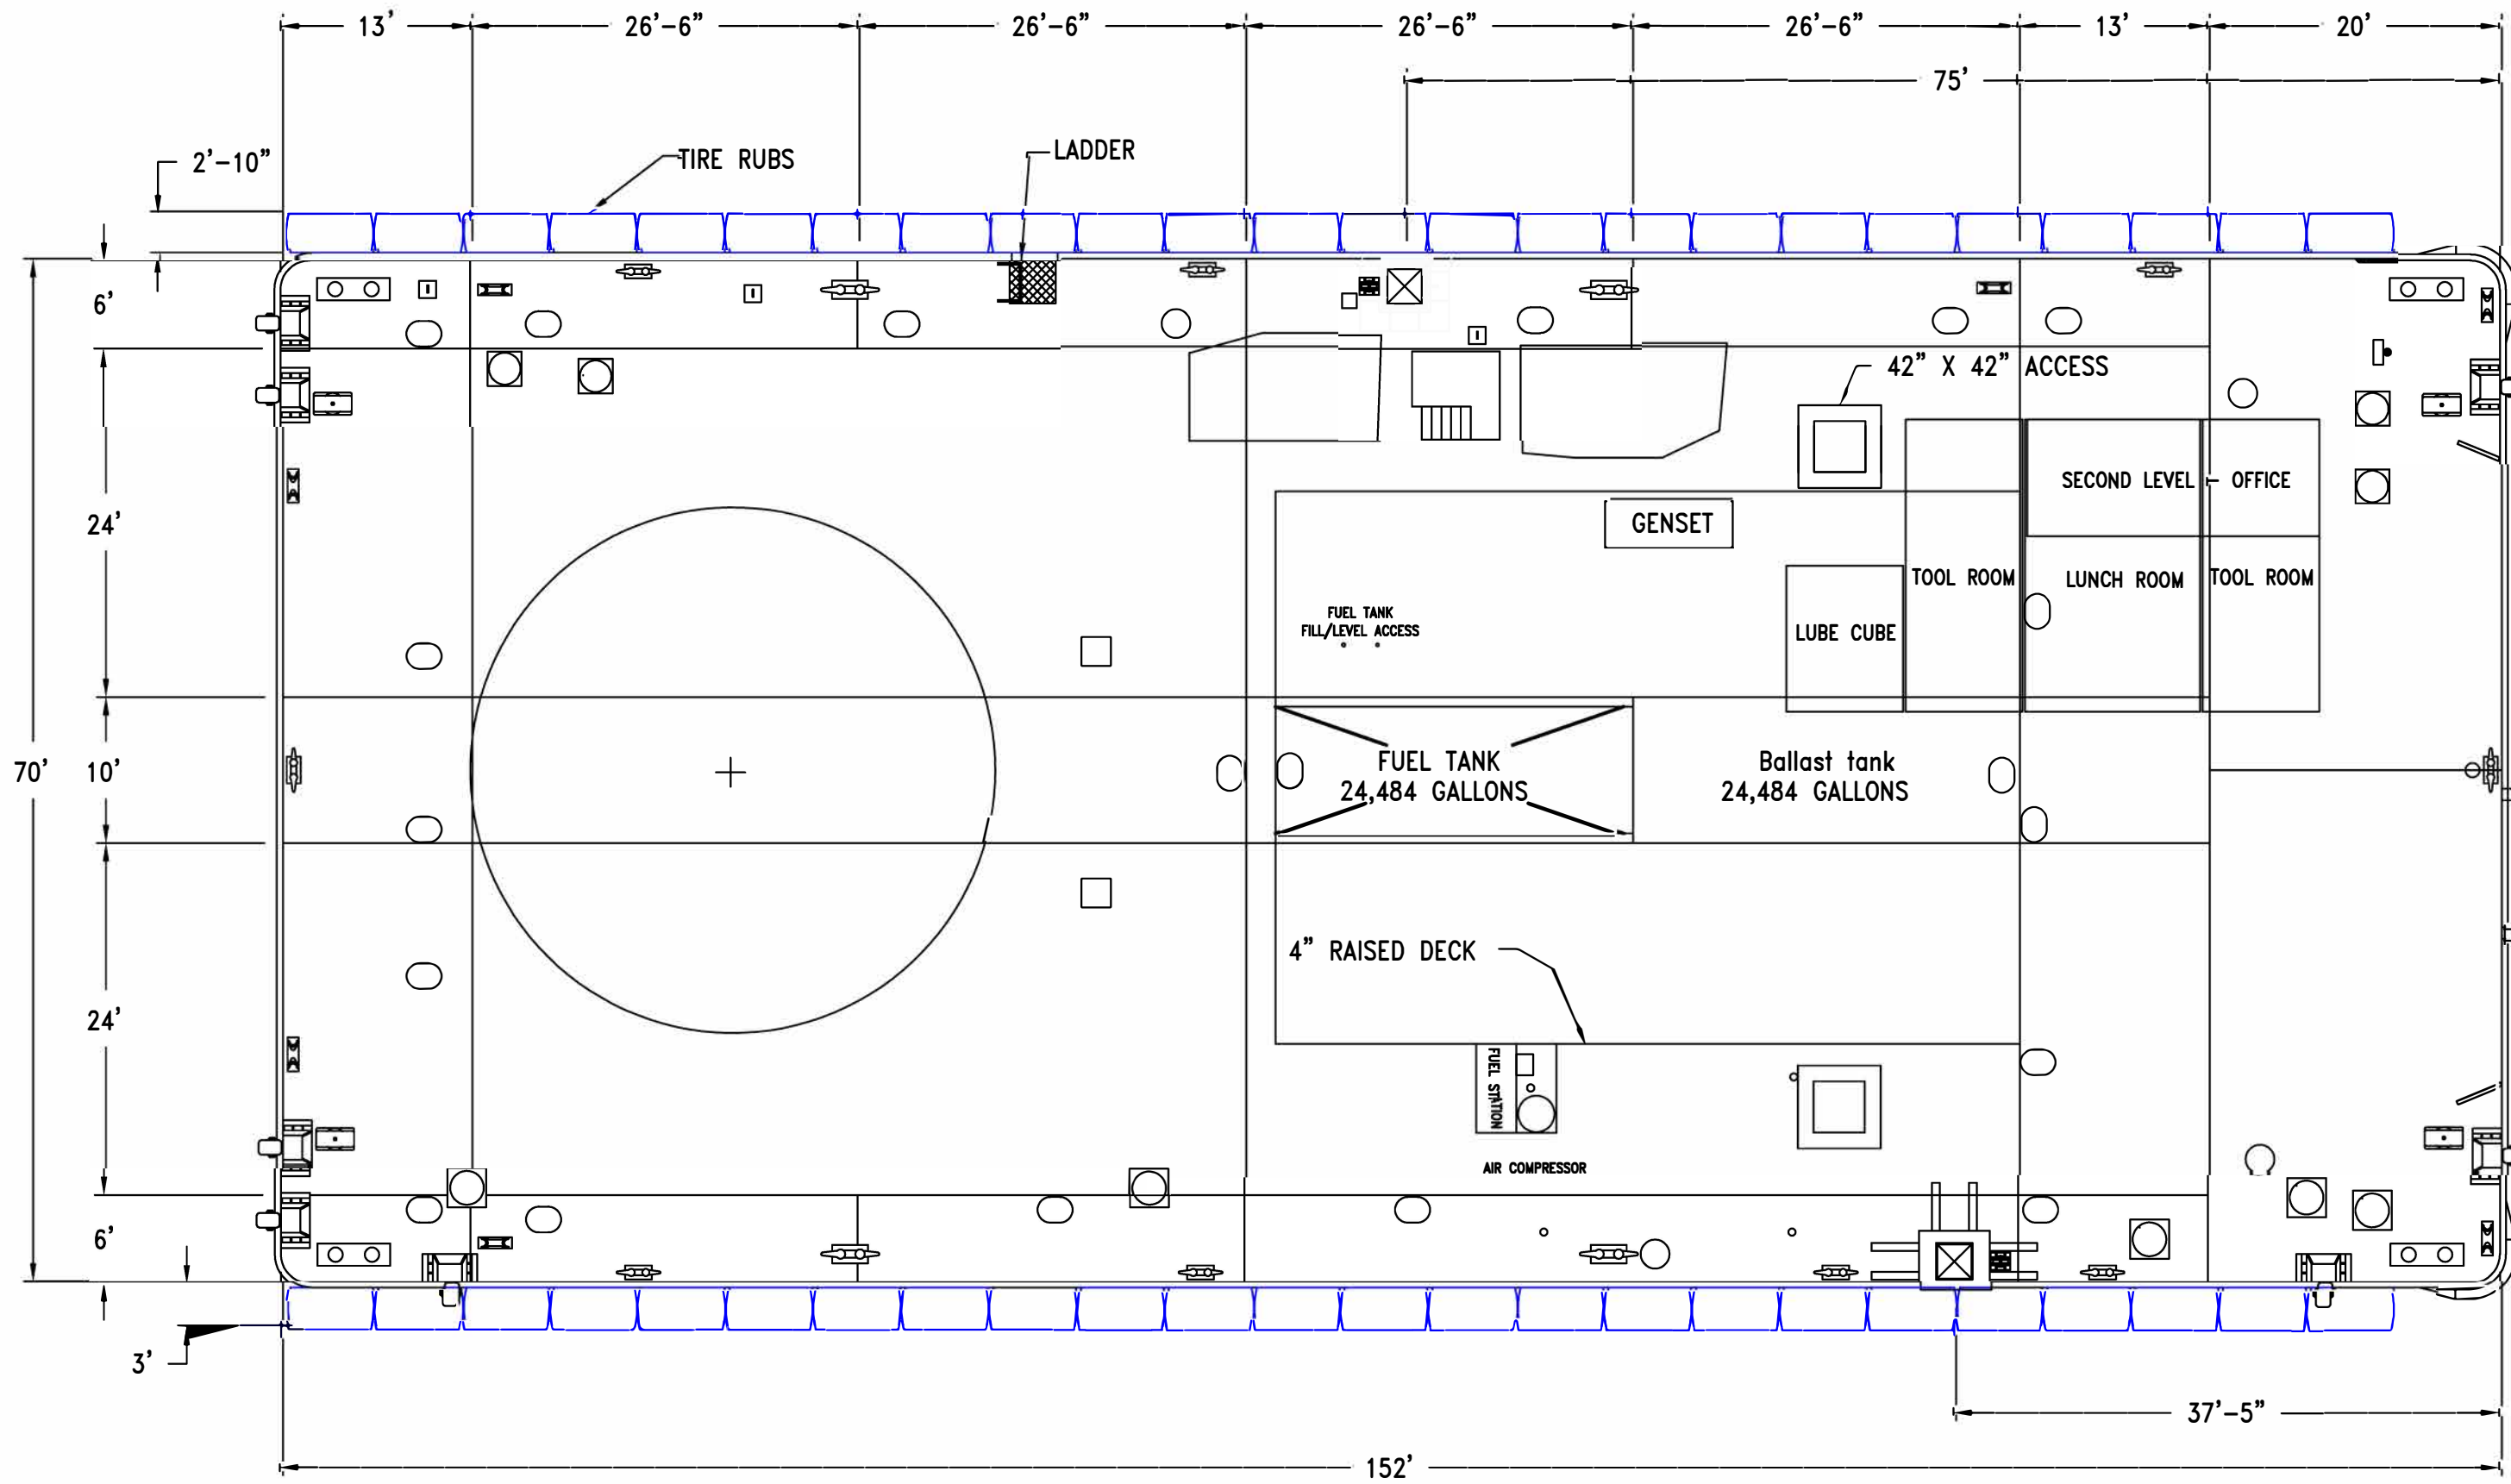 13'
26'-6"
26'-6"
26'-6"
26'-6"
13'
20'
75'
2'-10"
TIRE RUBS
LADDER
6'
42" X 42" ACCESS
SECOND LEVEL - OFFICE
24'
GENSET
TOOL ROOM
LUNCH ROOM
TOOL ROOM
FUEL TANK
FILL/LEVEL ACCESS
LUBE CUBE
70'
10'
FUEL TANK
24,484 GALLONS
Ballast tank
24,484 GALLONS
4" RAISED DECK
24'
FUEL STATION
AIR COMPRESSOR
6'
3'
37'-5"
152'